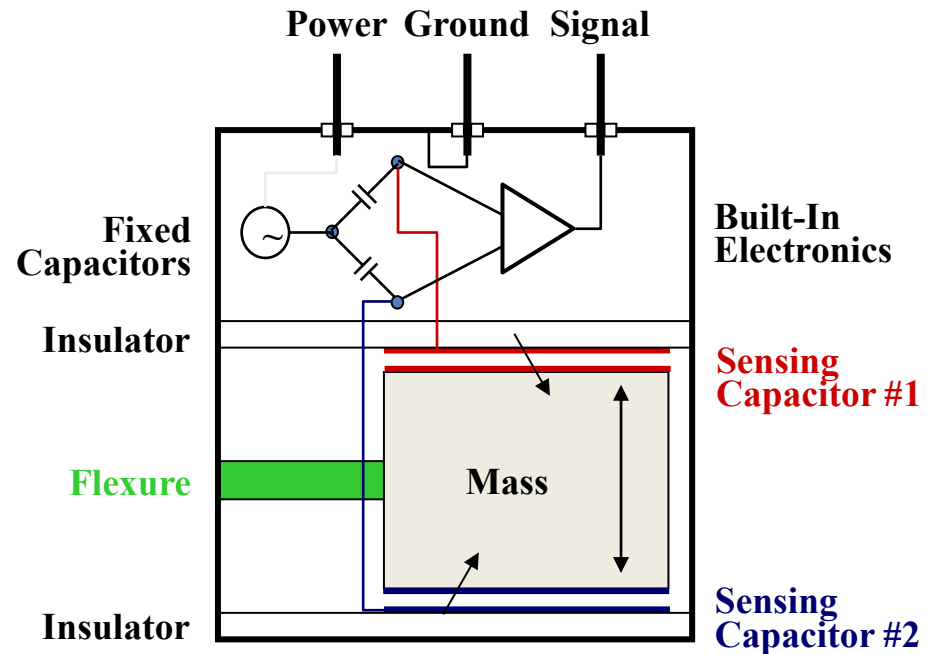 Power Ground Signal
Fixed
Capacitors
~
Built-In
Electronics
Insulator
Sensing
Capacitor #1
Flexure
Mass
Insulator
Sensing
Capacitor #2